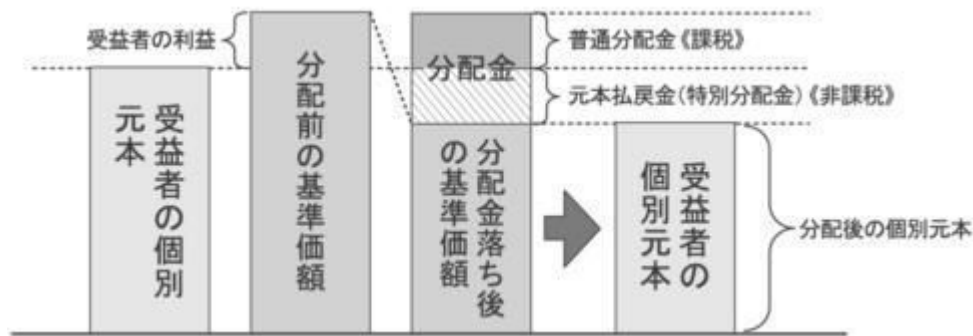 受益者の利益
受益者の個別
元本
分配前の基準価額
分配金
分配金落ち後
の基準価額
普通分配金《課税》
元本払戻金(特別分配金)《非課税》
受益者の
個別元本
分配後の個別元本